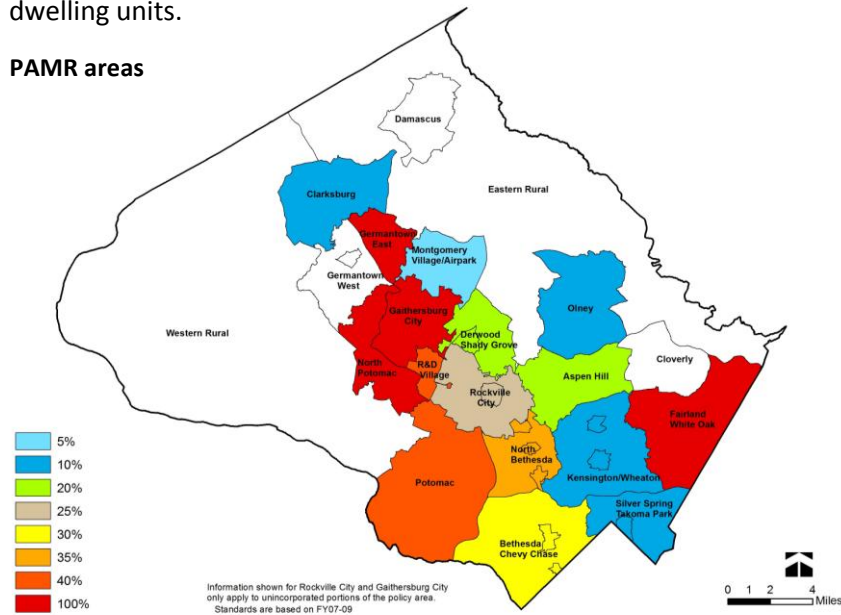 dwelling units.
PAMR areas
Damascus
Clarksburg
Eastern Rural
Germantown
East
Montgomery
Village/Airpark
Germantown
West
Olney
Gaithersburg
City
Western Rural
Derwood
Shady Grove
Cloverly
North
Potomac
R&D
Village
Aspen Hill
Rockville
City
Fairland
White Oak
North
Bethesda
Kensington/Wheaton
Potomac
Silver Spring
Takoma Park
Bethesda
Chevy Chase
5%
10%
20%
25%
30%
35%
40%
100%
Information shown for Rockville City and Gaithersburg City
only apply to unincorporated portions of the policy area.
Standards are based on FY07-09
0 1 2 4
Miles